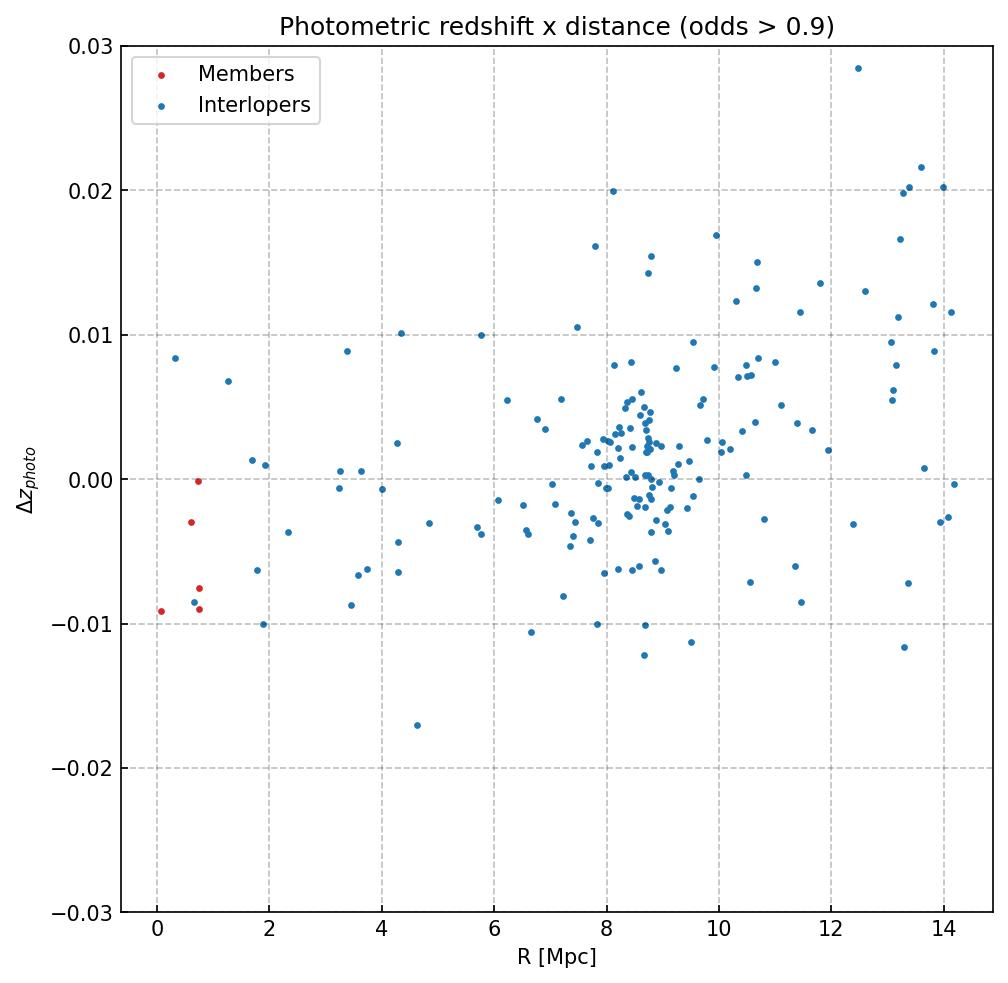 Photometric redshift x distance (odds > 0.9)
0.03
Members
Interlopers
0.02
0.01
0.00
−0.01
−0.02
−0.03
Δz_photo
0 2 4 6 8 10 12 14
R [Mpc]